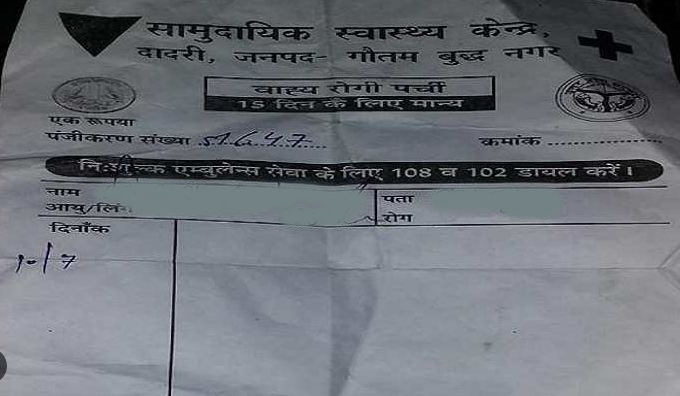 सामुदायिक स्वास्थ्य केन्द्र,
दादरी, जनपद- गौतम बुद्ध नगर
वाह्य रोगी पर्ची
15 दिन के लिए मान्य
एक रूपया
पंजीकरण संख्या 51647
क्रमांक
नि:शुल्क एम्बुलेन्स सेवा के लिए 108 व 102 डायल करें।
नाम
पता
आयु/लिंग
रोग
दिनाँक
10/7